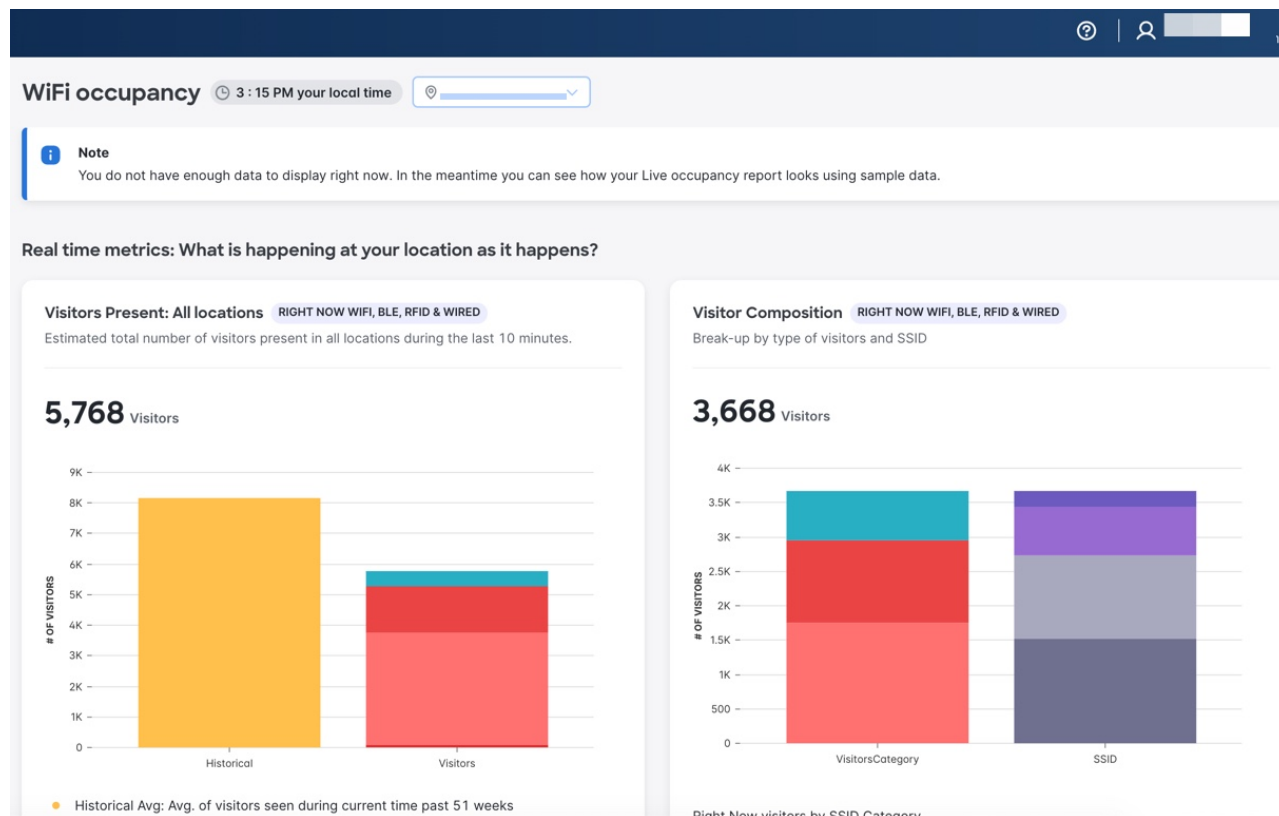 WiFi occupancy 3 : 15 PM your local time
Note
You do not have enough data to display right now. In the meantime you can see how your Live occupancy report looks using sample data.
Real time metrics: What is happening at your location as it happens?
Visitors Present: All locations RIGHT NOW WIFI, BLE, RFID & WIRED
Estimated total number of visitors present in all locations during the last 10 minutes.
5,768 Visitors
9K
8K
7K
6K
5K
4K
3K
2K
1K
0
# OF VISITORS
Historical Visitors
Historical Avg: Avg. of visitors seen during current time past 51 weeks
Visitor Composition RIGHT NOW WIFI, BLE, RFID & WIRED
Break-up by type of visitors and SSID
3,668 Visitors
4K
3.5K
3K
2.5K
2K
1.5K
1K
500
0
# OF VISITORS
VisitorsCategory SSID
Right Now visitors by SSID Category